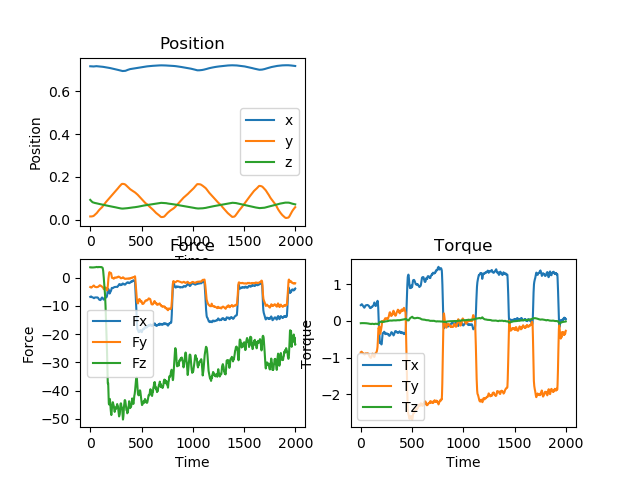 Position
Position
0.6
0.4
0.2
0.0
x
y
z
0 500 1000 1500 2000
Time
Force
Force
0
−10
−20
−30
−40
−50
Fx
Fy
Fz
0 500 1000 1500 2000
Time
Torque
Torque
1
0
−1
−2
Tx
Ty
Tz
0 500 1000 1500 2000
Time